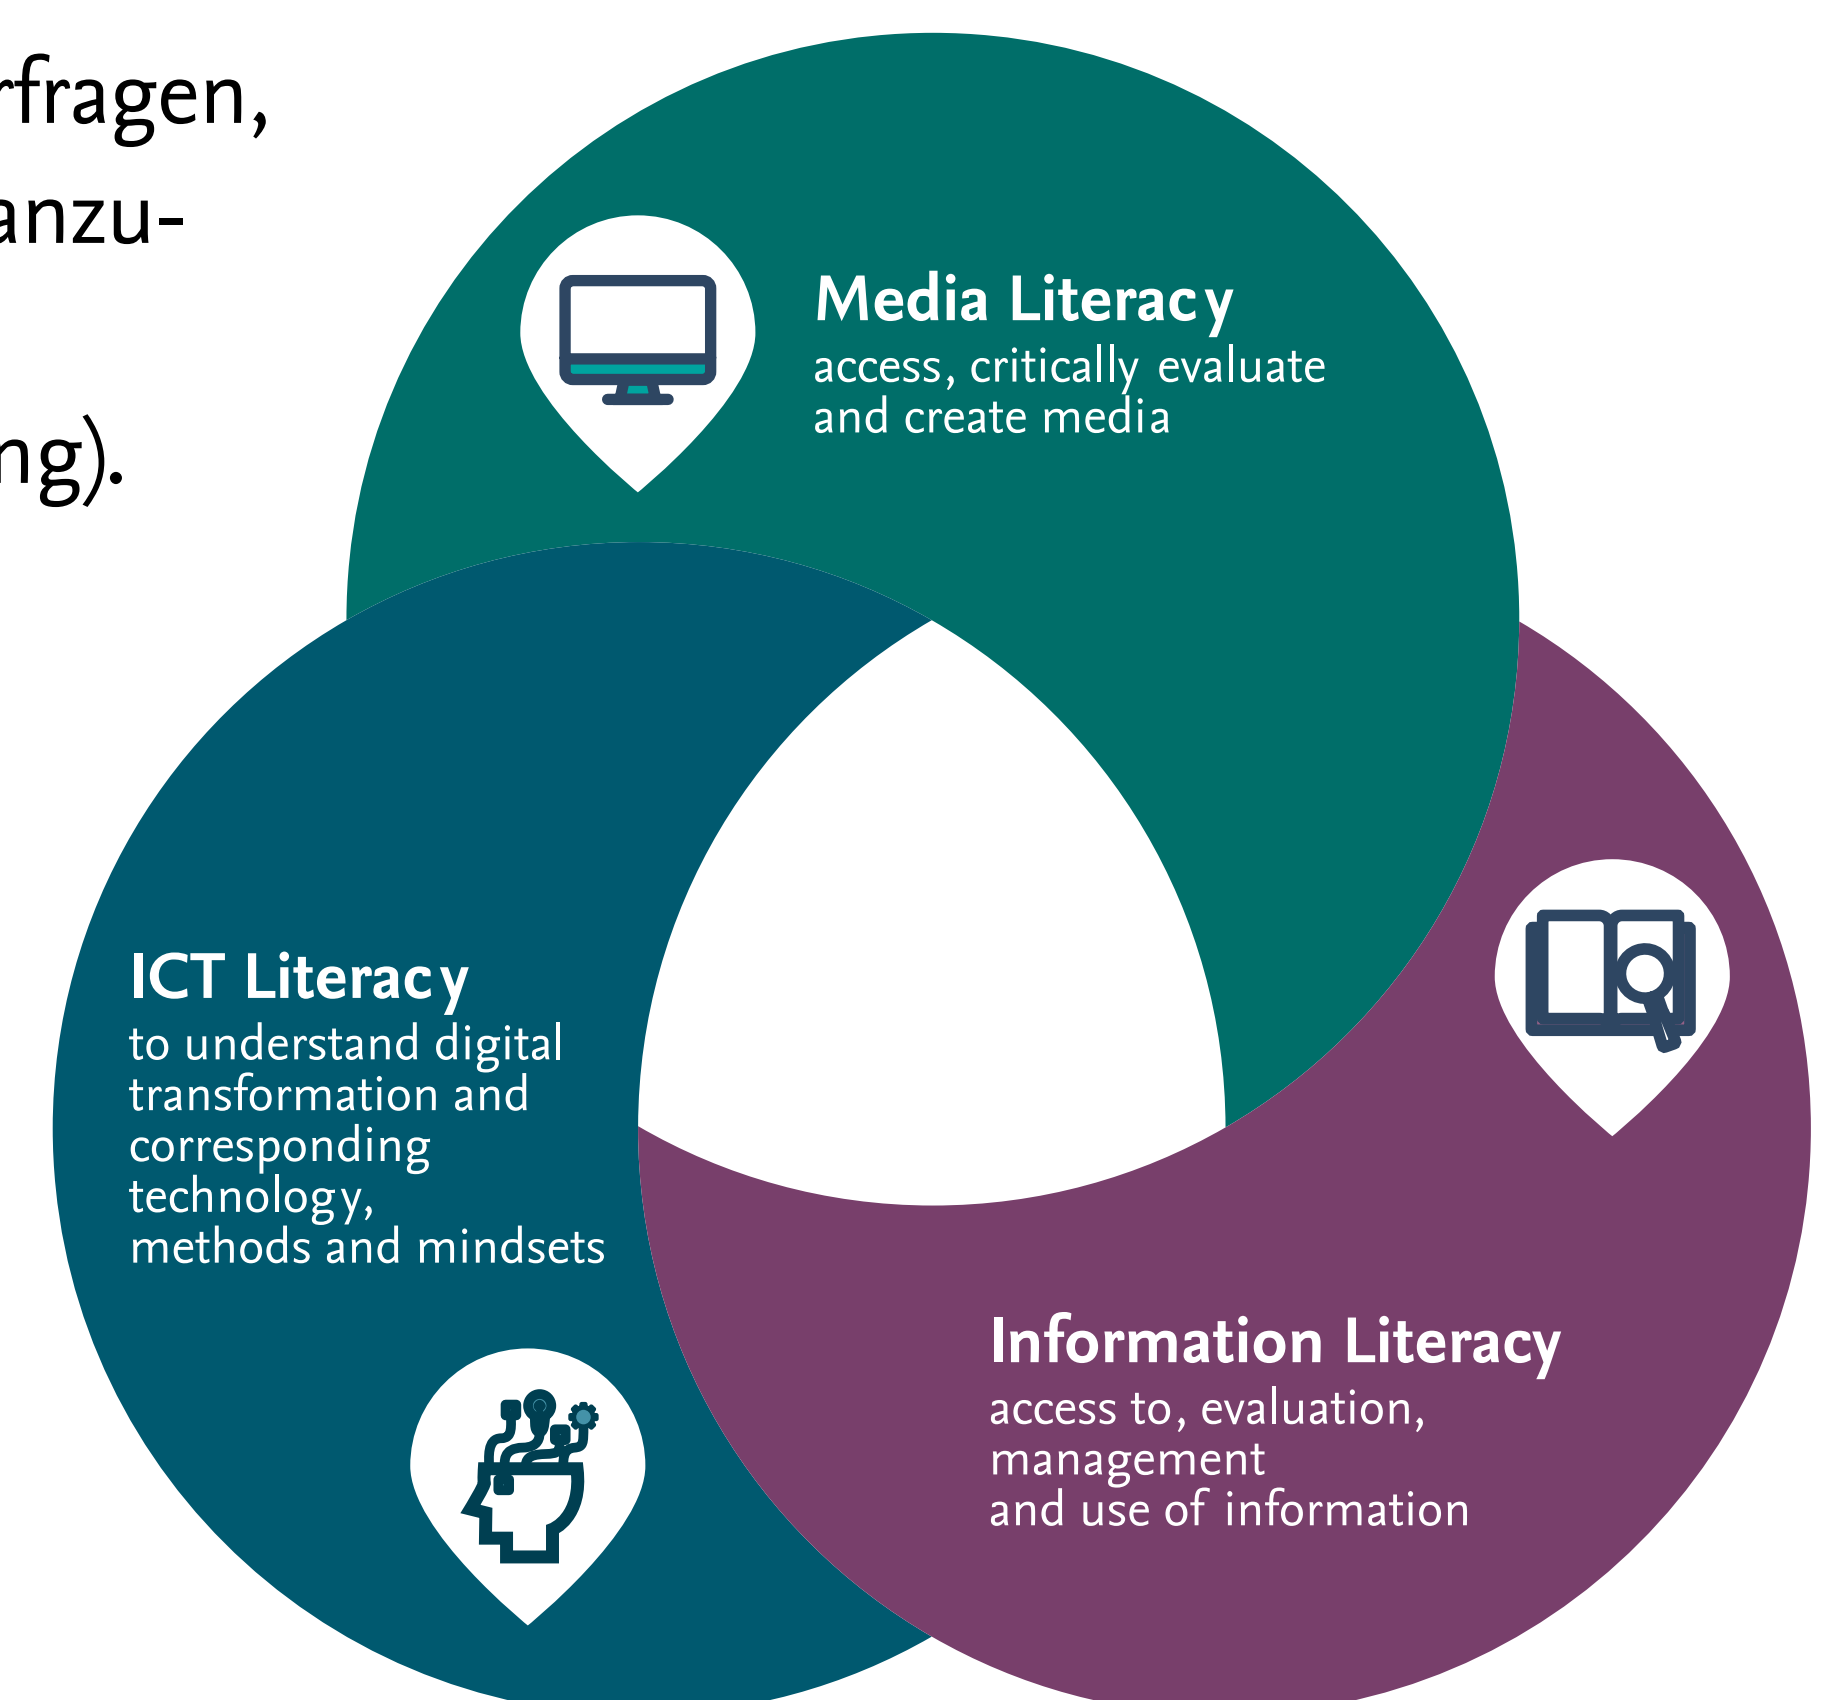 rfragen,
anzu-
ng).
Media Literacy
access, critically evaluate
and create media
ICT Literacy
to understand digital
transformation and
corresponding
technology,
methods and mindsets
Information Literacy
access to, evaluation,
management
and use of information